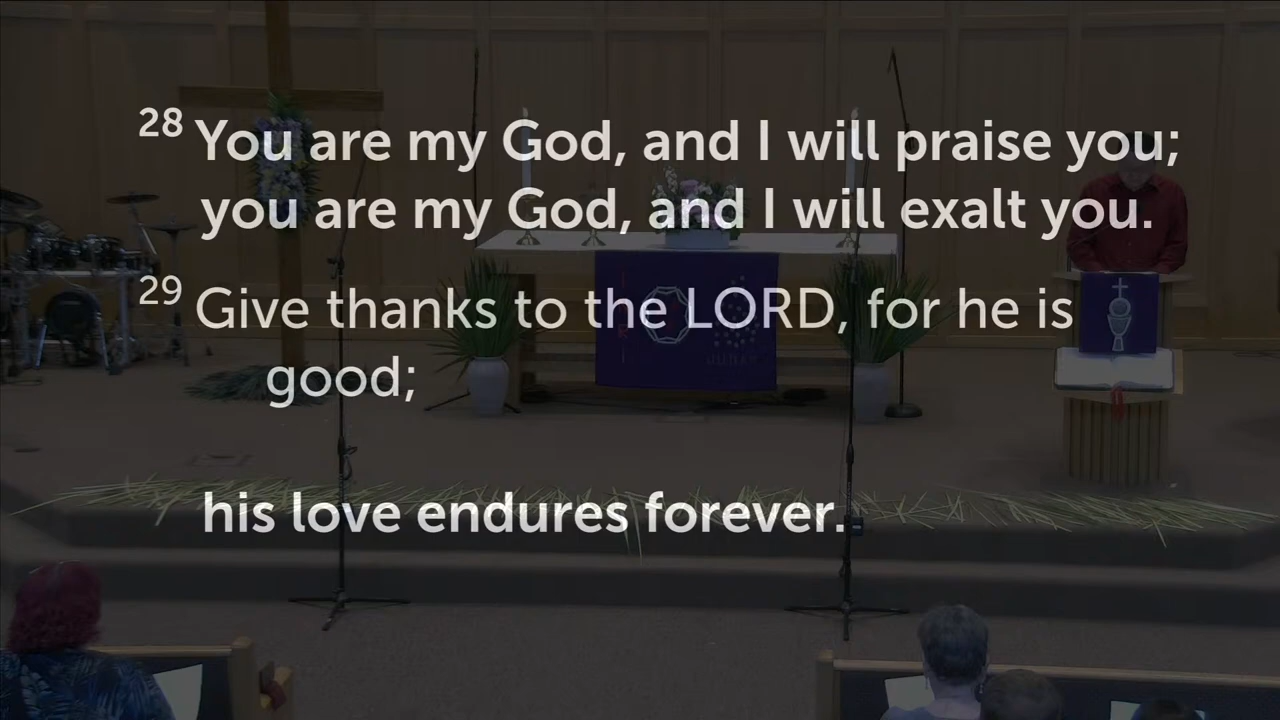 28 You are my God, and I will praise you;
you are my God, and I will exalt you.
29 Give thanks to the LORD, for he is
good;
his love endures forever.